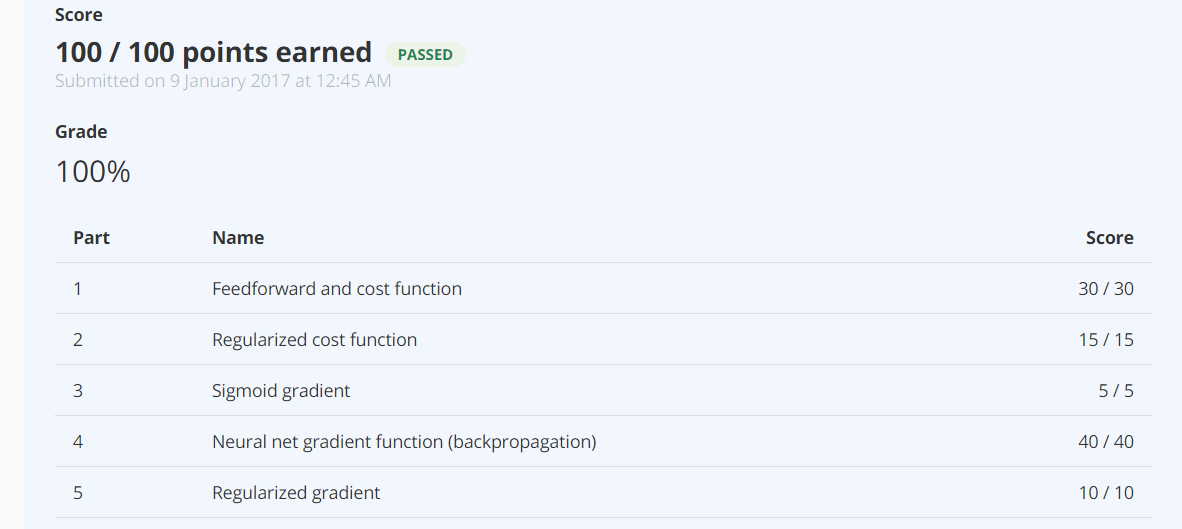 Score
100 / 100 points earned PASSED
Submitted on 9 January 2017 at 12:45 AM
Grade
100%
Part Name Score
1 Feedforward and cost function 30 / 30
2 Regularized cost function 15 / 15
3 Sigmoid gradient 5 / 5
4 Neural net gradient function (backpropagation) 40 / 40
5 Regularized gradient 10 / 10